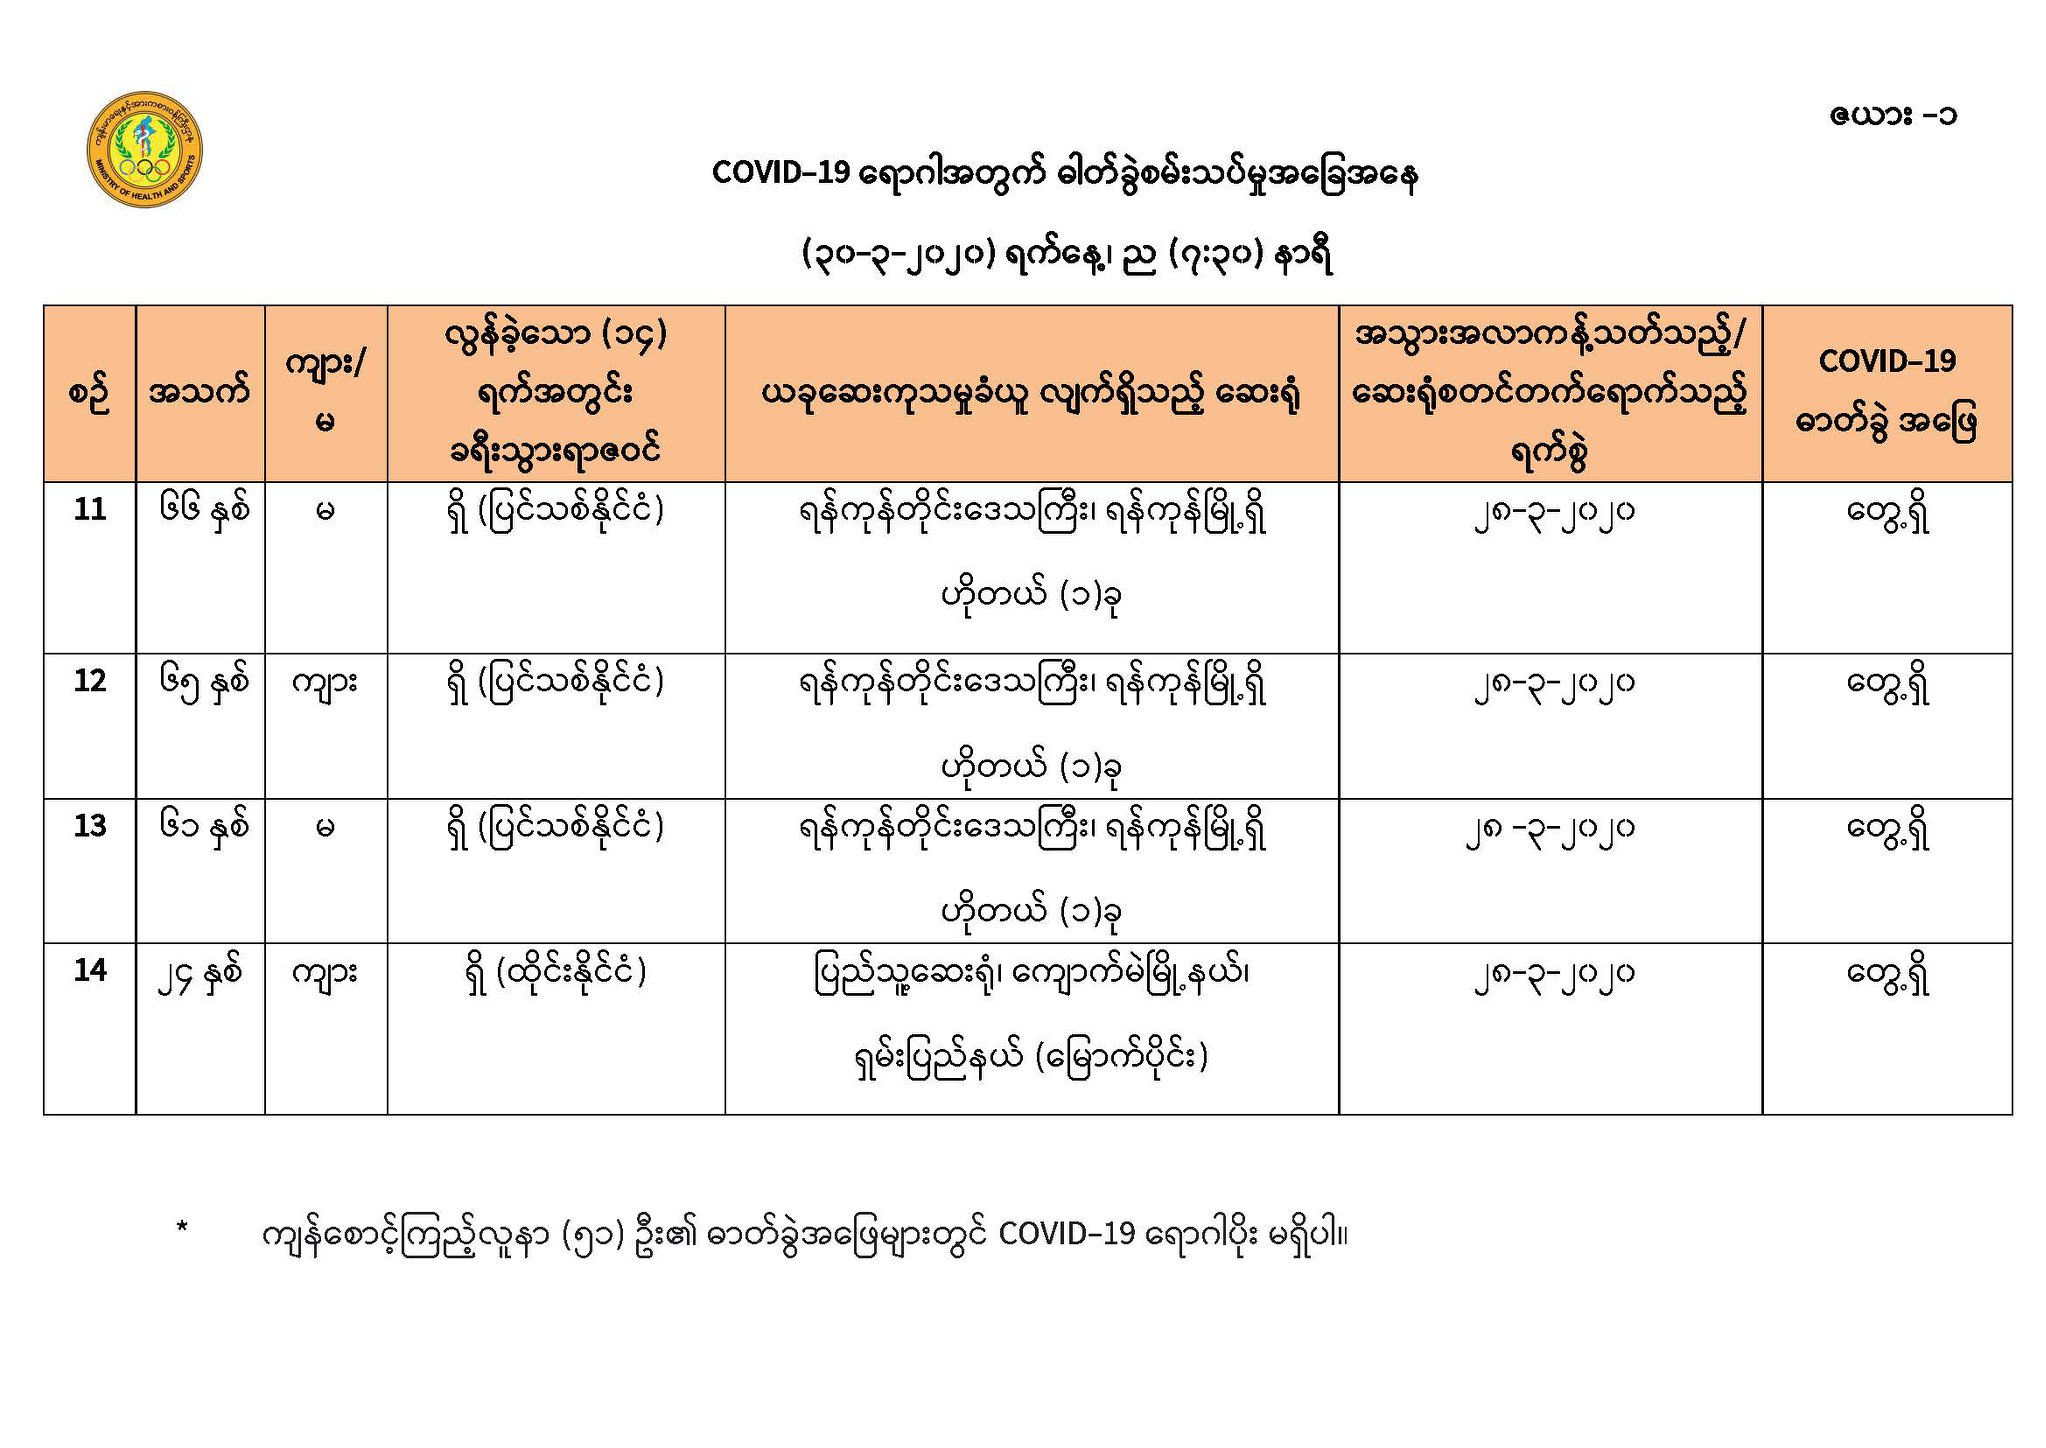 ကျန်းမာရေးနှင့်အားကစားဝန်ကြီးဌာန
MINISTRY OF HEALTH AND SPORTS
ဇယား -၁
COVID-19 ရောဂါအတွက် ဓါတ်ခွဲစမ်းသပ်မှုအခြေအနေ
(၃၀-၃-၂၀၂၀) ရက်နေ့၊ ည (၇:၃၀) နာရီ
စဉ် အသက် ကျား/မ လွန်ခဲ့သော (၁၄) ရက်အတွင်း ခရီးသွားရာဇဝင် ယခုဆေးကုသမှုခံယူ လျက်ရှိသည့် ဆေးရုံ အသွားအလာကန့်သတ်သည့်/ ဆေးရုံစတင်တက်ရောက်သည့် ရက်စွဲ COVID-19 ဓာတ်ခွဲ အဖြေ
11 ၆၆ နှစ် မ ရှိ (ပြင်သစ်နိုင်ငံ) ရန်ကုန်တိုင်းဒေသကြီး၊ ရန်ကုန်မြို့ရှိ ၂၈-၃-၂၀၂၀ တွေ့ရှိ
ဟိုတယ် (၁)ခု
12 ၆၅ နှစ် ကျား ရှိ (ပြင်သစ်နိုင်ငံ) ရန်ကုန်တိုင်းဒေသကြီး၊ ရန်ကုန်မြို့ရှိ ၂၈-၃-၂၀၂၀ တွေ့ရှိ
ဟိုတယ် (၁)ခု
13 ၆၁ နှစ် မ ရှိ (ပြင်သစ်နိုင်ငံ) ရန်ကုန်တိုင်းဒေသကြီး၊ ရန်ကုန်မြို့ရှိ ၂၈ -၃-၂၀၂၀ တွေ့ရှိ
ဟိုတယ် (၁)ခု
14 ၂၄ နှစ် ကျား ရှိ (ထိုင်းနိုင်ငံ) ပြည်သူ့ဆေးရုံ၊ ကျောက်မဲမြို့နယ်၊ ၂၈-၃-၂၀၂၀ တွေ့ရှိ
ရှမ်းပြည်နယ် (မြောက်ပိုင်း)
* ကျန်စောင့်ကြည့်လူနာ (၅၁) ဦး၏ ဓာတ်ခွဲအဖြေများတွင် COVID-19 ရောဂါပိုး မရှိပါ။